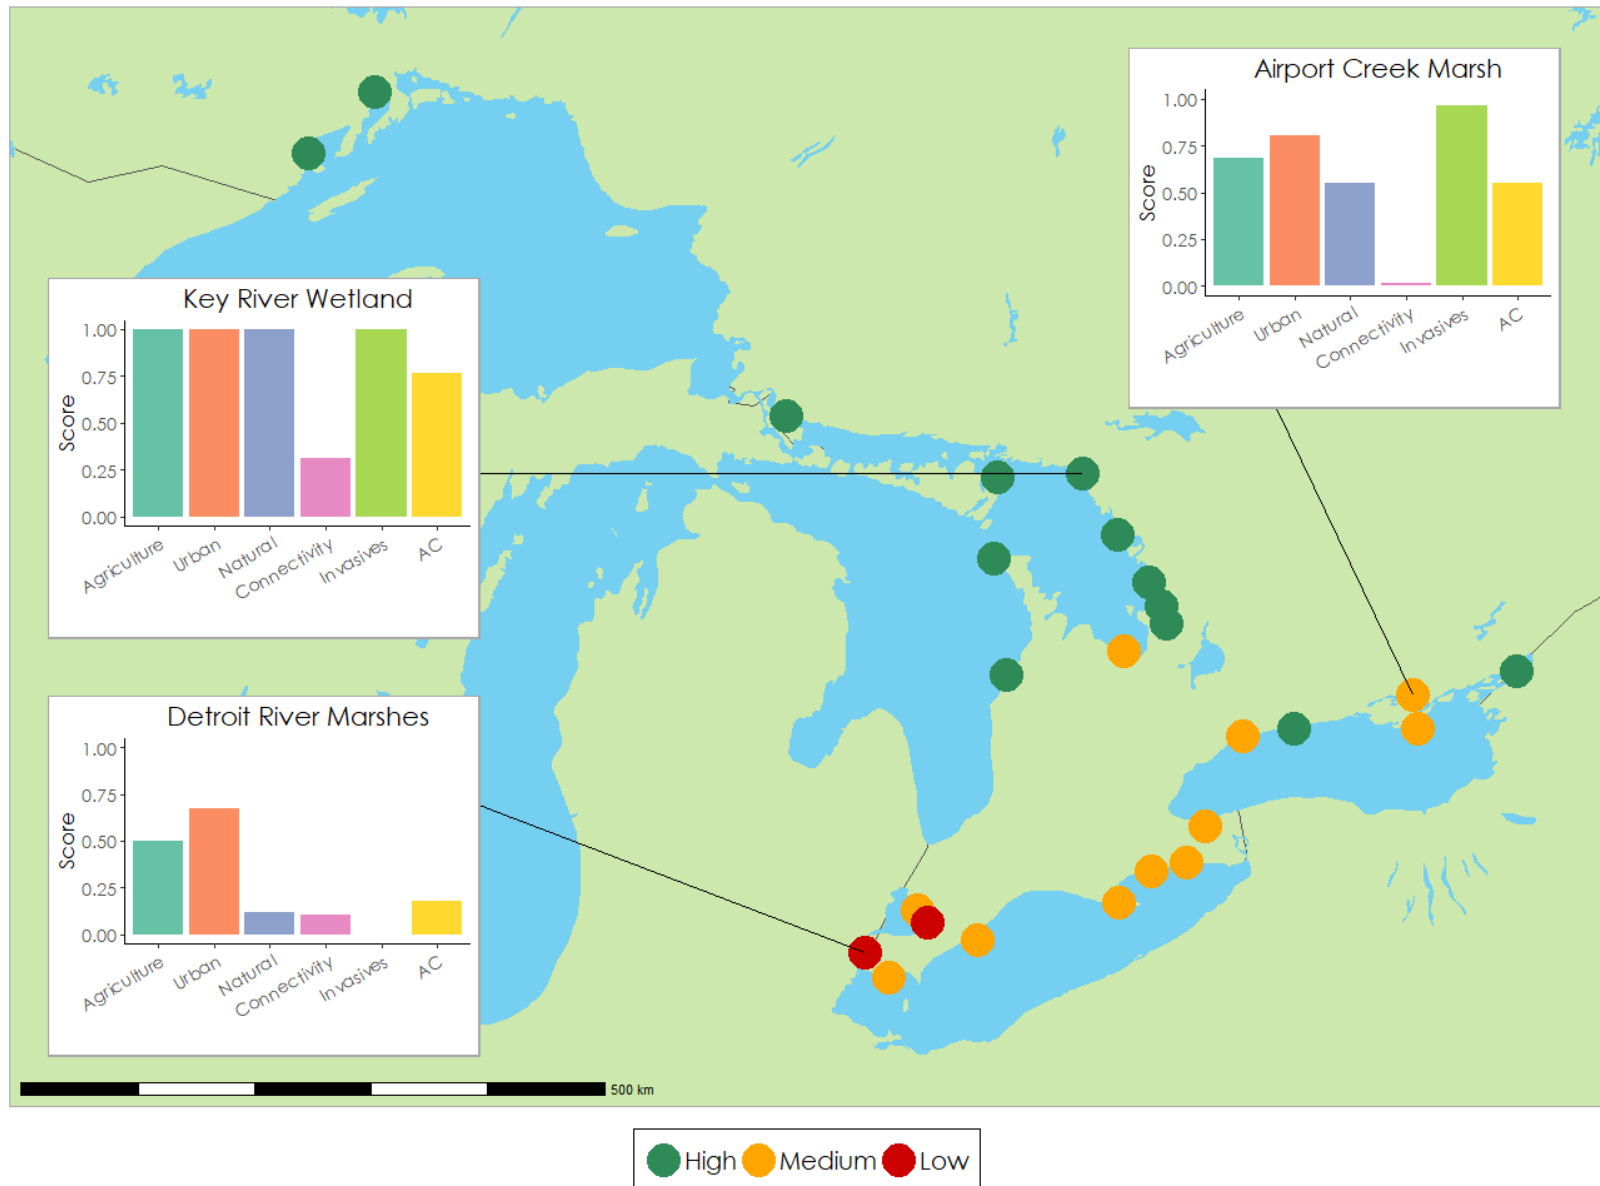 Airport Creek Marsh
Score
1.00
0.75
0.50
0.25
0.00
Agriculture
Urban
Natural
Connectivity
Invasives
AC
Key River Wetland
Score
1.00
0.75
0.50
0.25
0.00
Agriculture
Urban
Natural
Connectivity
Invasives
AC
Detroit River Marshes
Score
1.00
0.75
0.50
0.25
0.00
Agriculture
Urban
Natural
Connectivity
Invasives
AC
500 km
High Medium Low